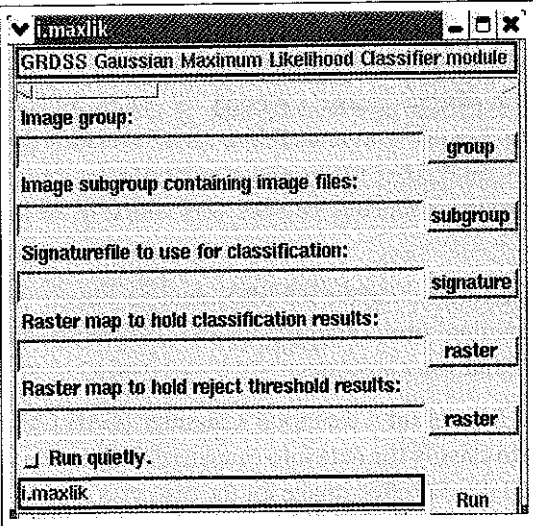 i.maxlik
GRDSS Gaussian Maximum Likelihood Classifier module
Image group:
group
Image subgroup containing image files:
subgroup
Signaturefile to use for classification:
signature
Raster map to hold classification results:
raster
Raster map to hold reject threshold results:
raster
Run quietly.
i.maxlik
Run